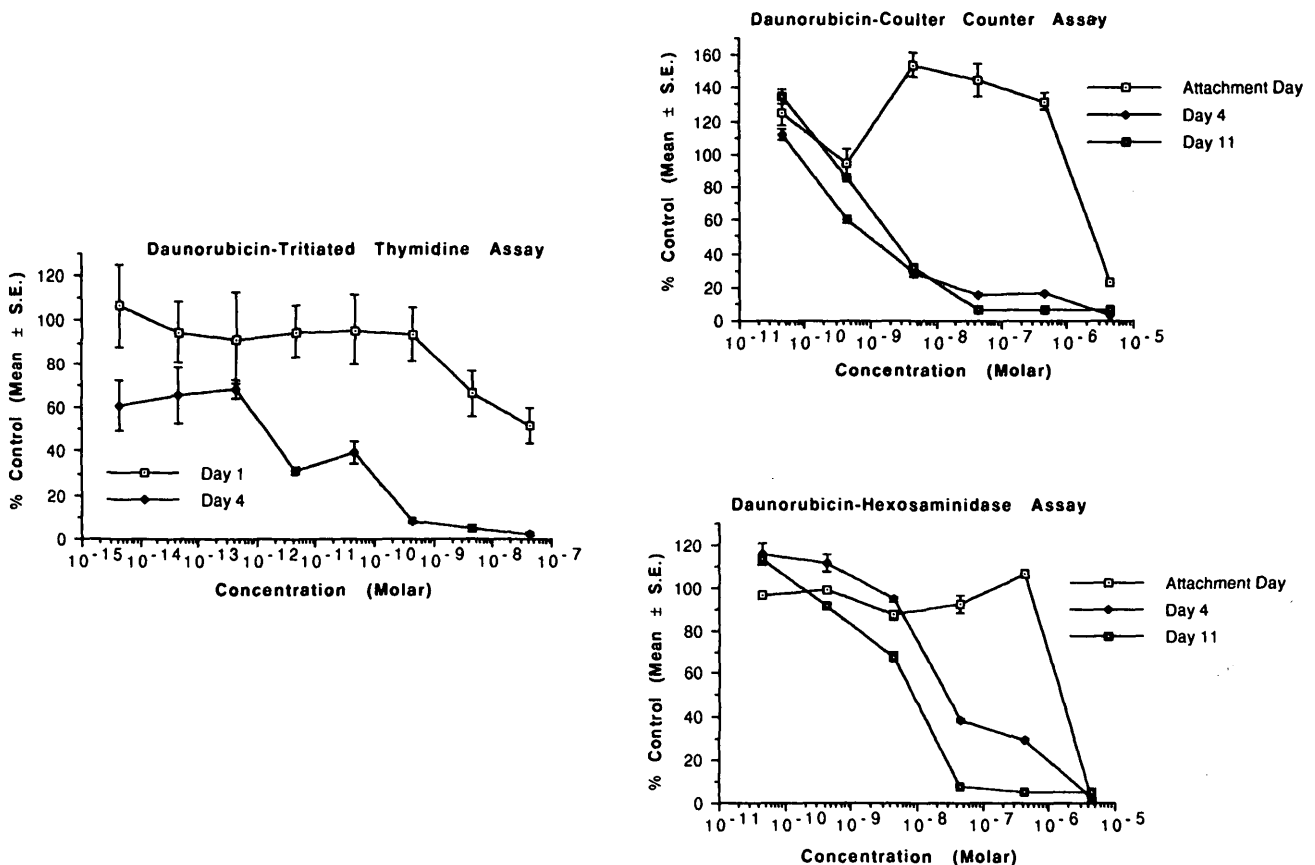 Daunorubicin-Tritiated Thymidine Assay
% Control (Mean ± S.E.)
120
100
80
60
40
20
0
Day 1
Day 4
10-15 10-14 10-13 10-12 10-11 10-10 10-9 10-8 10-7
Concentration (Molar)
Daunorubicin-Coulter Counter Assay
% Control (Mean ± S.E.)
160
140
120
100
80
60
40
20
0
Attachment Day
Day 4
Day 11
10-11 10-10 10-9 10-8 10-7 10-6 10-5
Concentration (Molar)
Daunorubicin-Hexosaminidase Assay
% Control (Mean ± S.E.)
120
100
80
60
40
20
0
Attachment Day
Day 4
Day 11
10-11 10-10 10-9 10-8 10-7 10-6 10-5
Concentration (Molar)